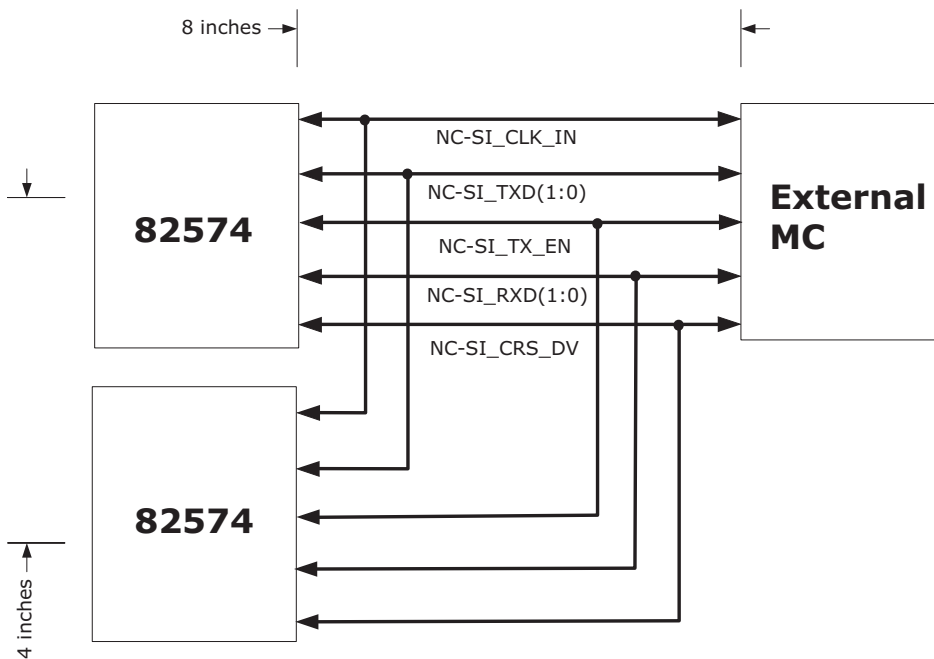 8 inches
NC-SI_CLK_IN
NC-SI_TXD(1:0)
82574
External
MC
NC-SI_TX_EN
NC-SI_RXD(1:0)
NC-SI_CRS_DV
82574
4 inches